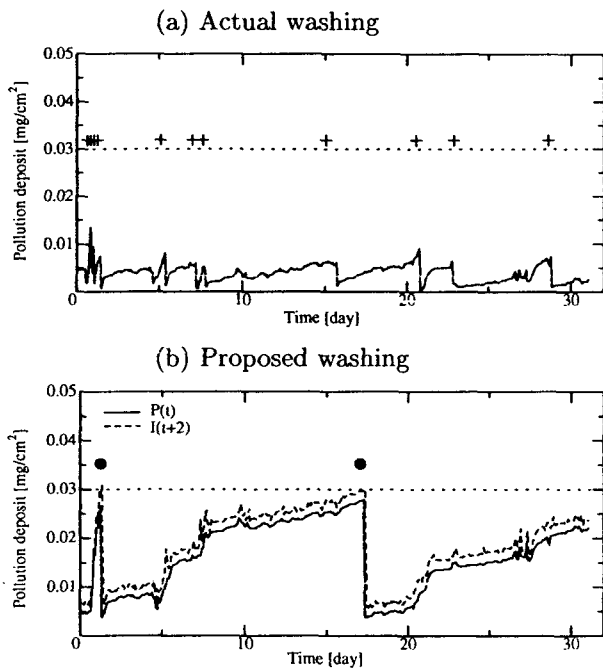 (a) Actual washing
0.05
0.04
0.03
0.02
0.01
0
Pollution deposit [mg/cm²]
0 10 20 30
Time [day]
(b) Proposed washing
0.05
P(t)
I(t+2)
0.04
0.03
0.02
0.01
0
Pollution deposit [mg/cm²]
0 10 20 30
Time [day]